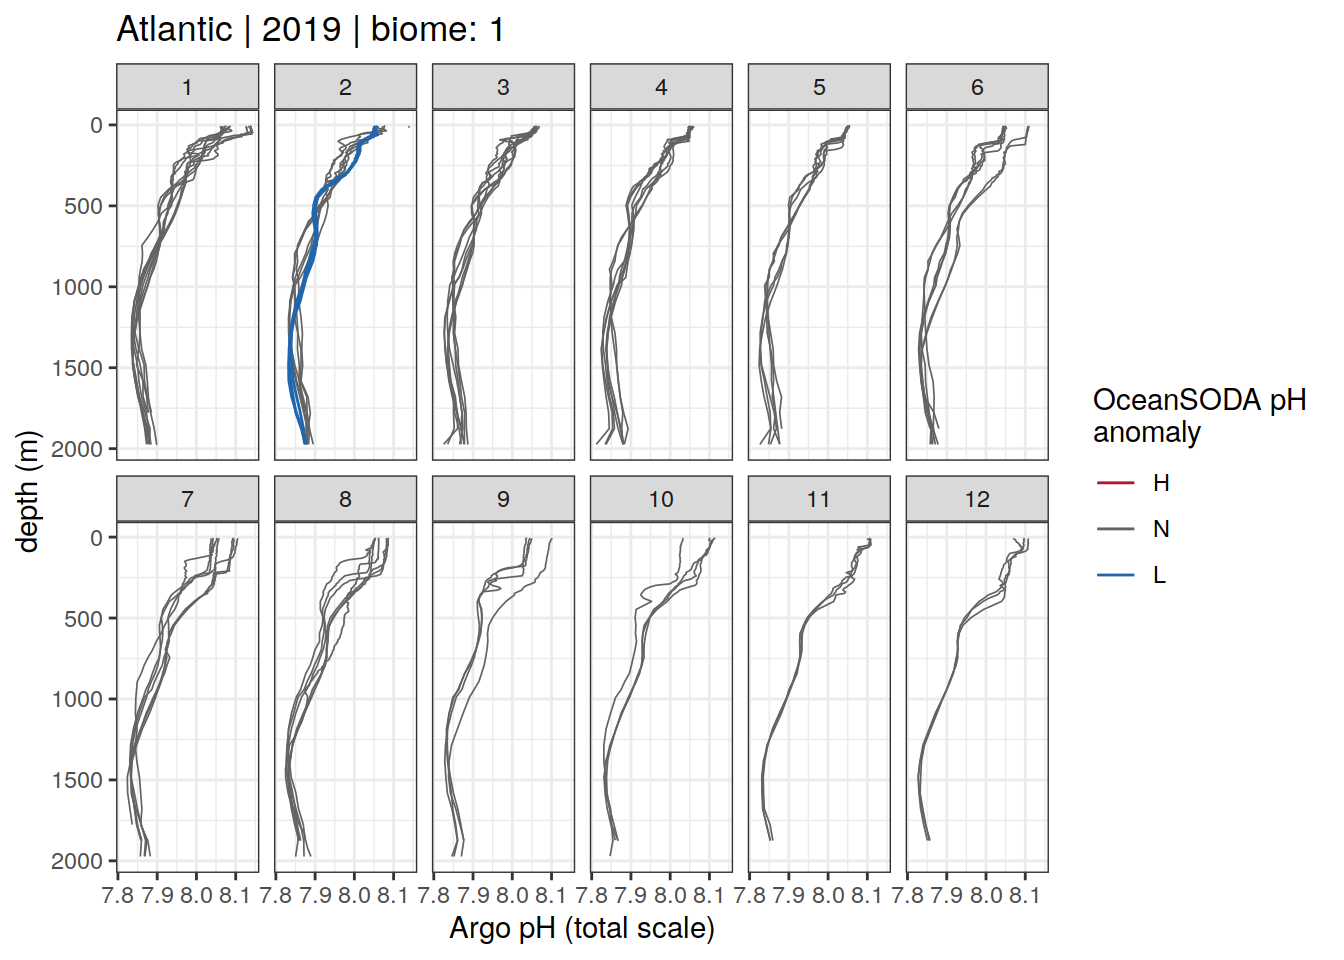 Atlantic | 2019 | biome: 1
1 2 3 4 5 6
0
500
1000
1500
2000
7 8 9 10 11 12
0
500
1000
1500
2000
7.8 7.9 8.0 8.1 7.8 7.9 8.0 8.1 7.8 7.9 8.0 8.1 7.8 7.9 8.0 8.1 7.8 7.9 8.0 8.1 7.8 7.9 8.0 8.1
Argo pH (total scale)
depth (m)
OceanSODA pH
anomaly
H
N
L